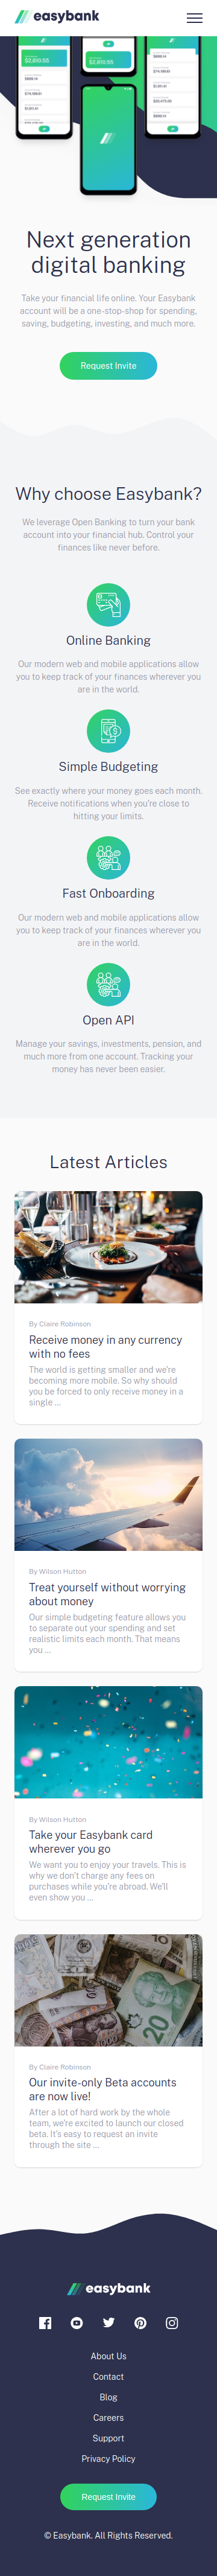 easybank
Next generation
digital banking
Take your financial life online. Your Easybank
account will be a one-stop-shop for spending,
saving, budgeting, investing, and much more.
Request Invite
Why choose Easybank?
We leverage Open Banking to turn your bank
account into your financial hub. Control your
finances like never before.
Online Banking
Our modern web and mobile applications allow
you to keep track of your finances wherever you
are in the world.
Simple Budgeting
See exactly where your money goes each month.
Receive notifications when you're close to
hitting your limits.
Fast Onboarding
Our modern web and mobile applications allow
you to keep track of your finances wherever you
are in the world.
Open API
Manage your savings, investments, pension, and
much more from one account. Tracking your
money has never been easier.
Latest Articles
By Claire Robinson
Receive money in any currency
with no fees
The world is getting smaller and we're
becoming more mobile. So why should
you be forced to only receive money in a
single ...
By Wilson Hutton
Treat yourself without worrying
about money
Our simple budgeting feature allows you
to separate out your spending and set
realistic limits each month. That means
you ...
By Wilson Hutton
Take your Easybank card
wherever you go
We want you to enjoy your travels. This is
why we don't charge any fees on
purchases while you're abroad. We'll
even show you ...
By Claire Robinson
Our invite-only Beta accounts
are now live!
After a lot of hard work by the whole
team, we're excited to launch our closed
beta. It's easy to request an invite
through the site ...
easybank
About Us
Contact
Blog
Careers
Support
Privacy Policy
Request Invite
© Easybank. All Rights Reserved.